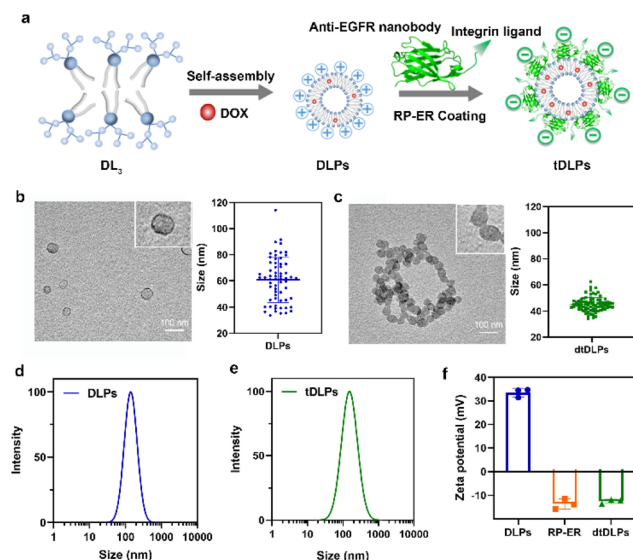 a
Anti-EGFR nanobody
Integrin ligand
Self-assembly
DOX
RP-ER Coating
DL3
DLPs
tDLPs
b
100 nm
Size (nm)
120
100
80
60
40
20
DLPs
c
100 nm
Size (nm)
120
100
80
60
40
20
dtDLPs
d
DLPs
Intensity
100
50
0
1 10 100 1000 10000
Size (nm)
e
tDLPs
Intensity
100
50
0
1 10 100 1000 10000
Size (nm)
f
Zeta potential (mV)
40
30
20
10
0
-10
DLPs RP-ER dtDLPs